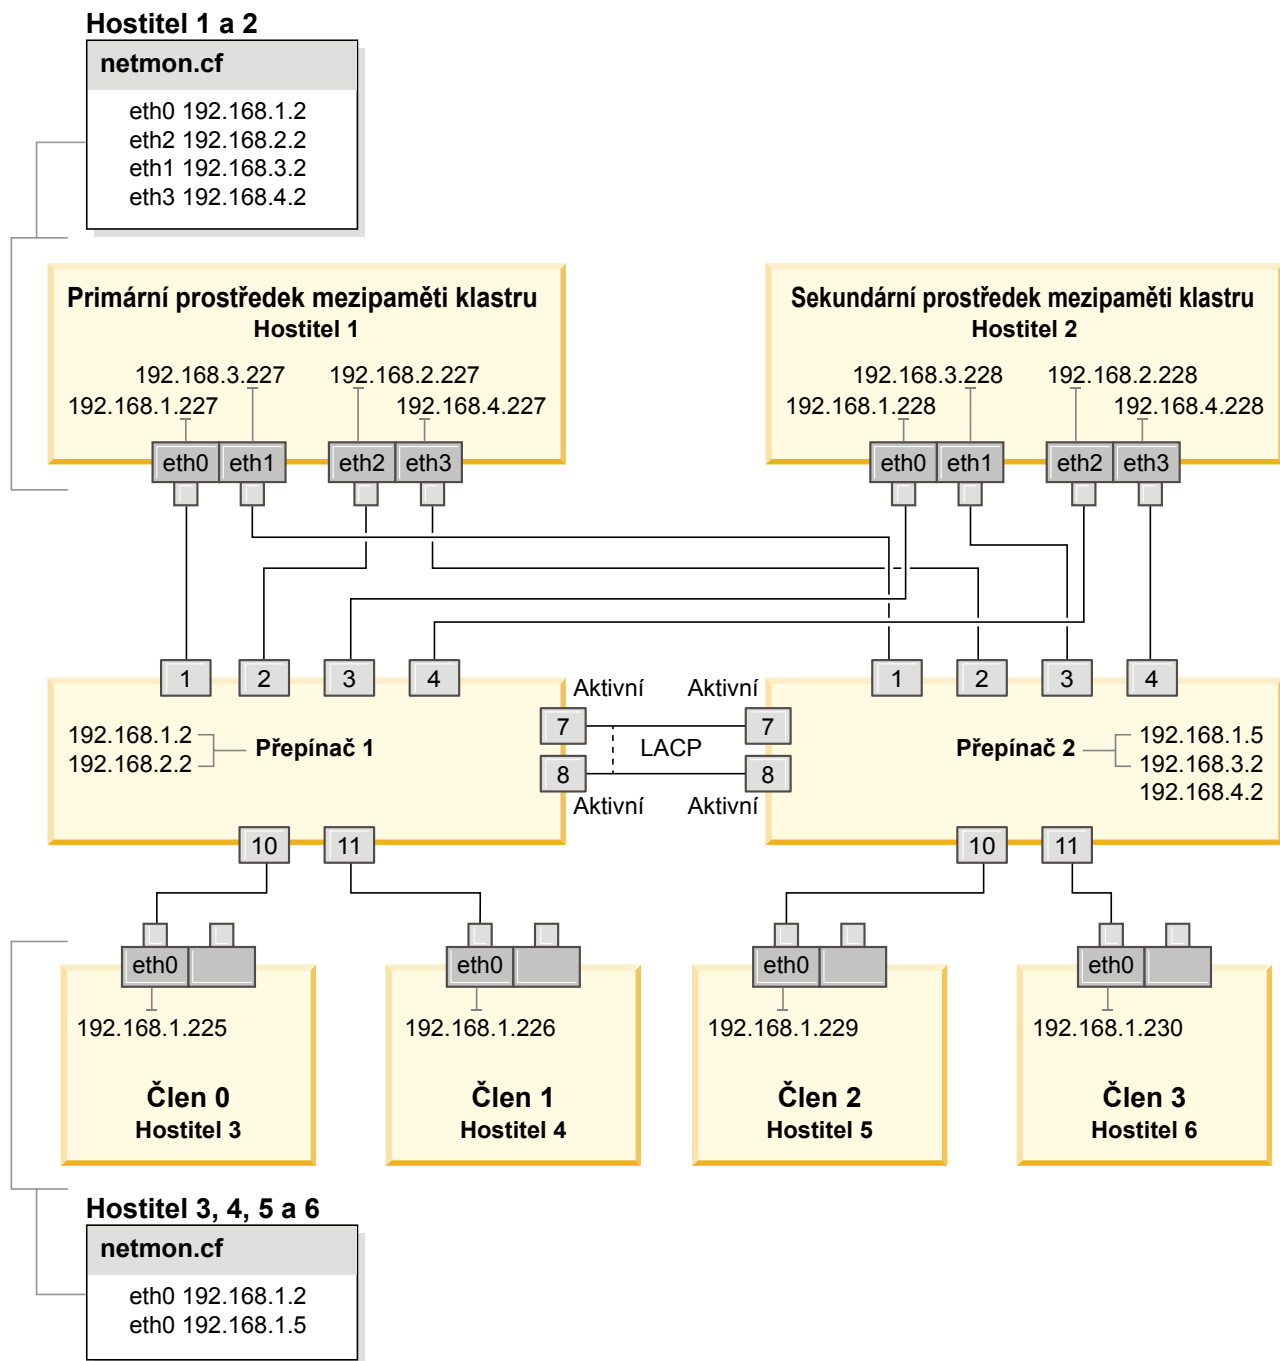 Hostitel 1 a 2
netmon.cf
eth0 192.168.1.2
eth2 192.168.2.2
eth1 192.168.3.2
eth3 192.168.4.2
Primární prostředek mezipaměti klastru
Hostitel 1
192.168.3.227 192.168.2.227
192.168.1.227 192.168.4.227
eth0 eth1 eth2 eth3
Sekundární prostředek mezipaměti klastru
Hostitel 2
192.168.3.228 192.168.2.228
192.168.1.228 192.168.4.228
eth0 eth1 eth2 eth3
1 2 3 4
1 2 3 4
Aktivní Aktivní
192.168.1.2
192.168.2.2
Přepínač 1
7 7
LACP
8 8
Aktivní Aktivní
Přepínač 2
192.168.1.5
192.168.3.2
192.168.4.2
10 11
10 11
eth0
192.168.1.225
Člen 0
Hostitel 3
eth0
192.168.1.226
Člen 1
Hostitel 4
eth0
192.168.1.229
Člen 2
Hostitel 5
eth0
192.168.1.230
Člen 3
Hostitel 6
Hostitel 3, 4, 5 a 6
netmon.cf
eth0 192.168.1.2
eth0 192.168.1.5